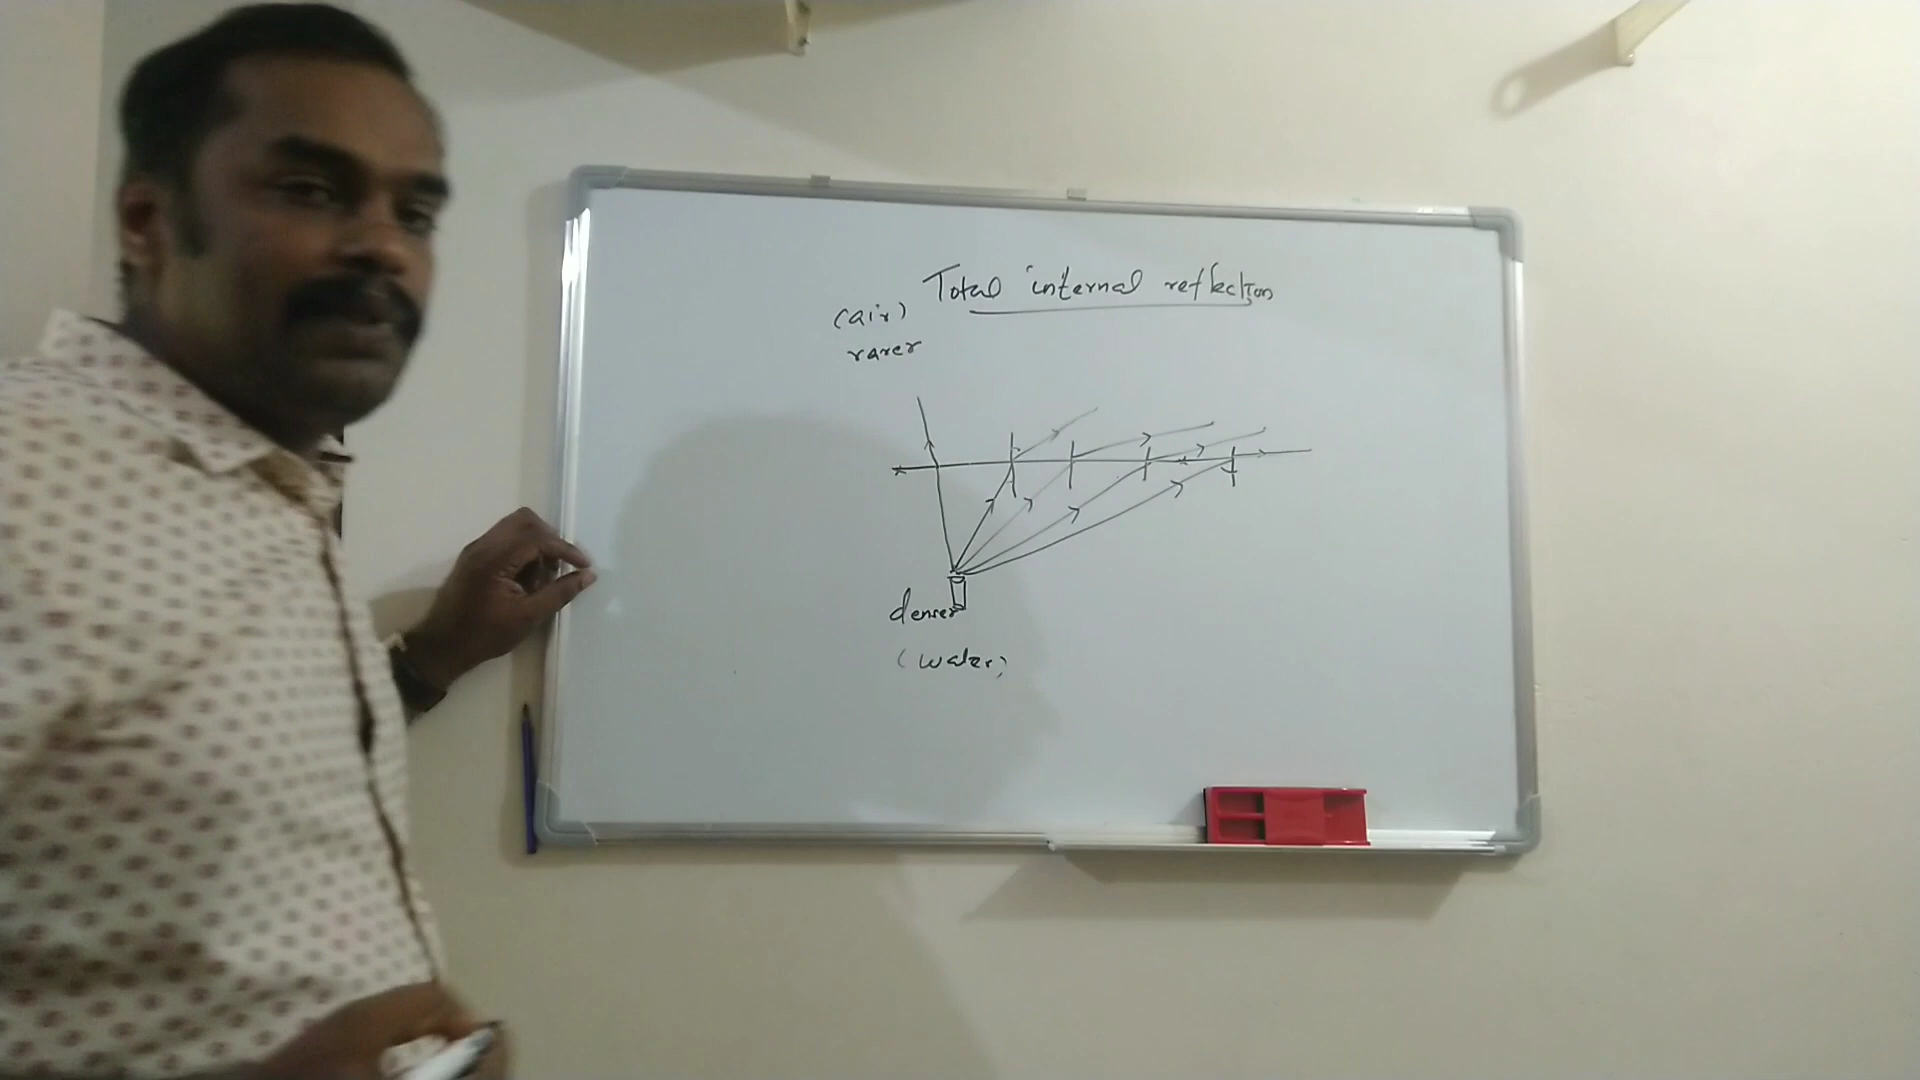 Total internal reflection
(air)
rarer
denser
(water)